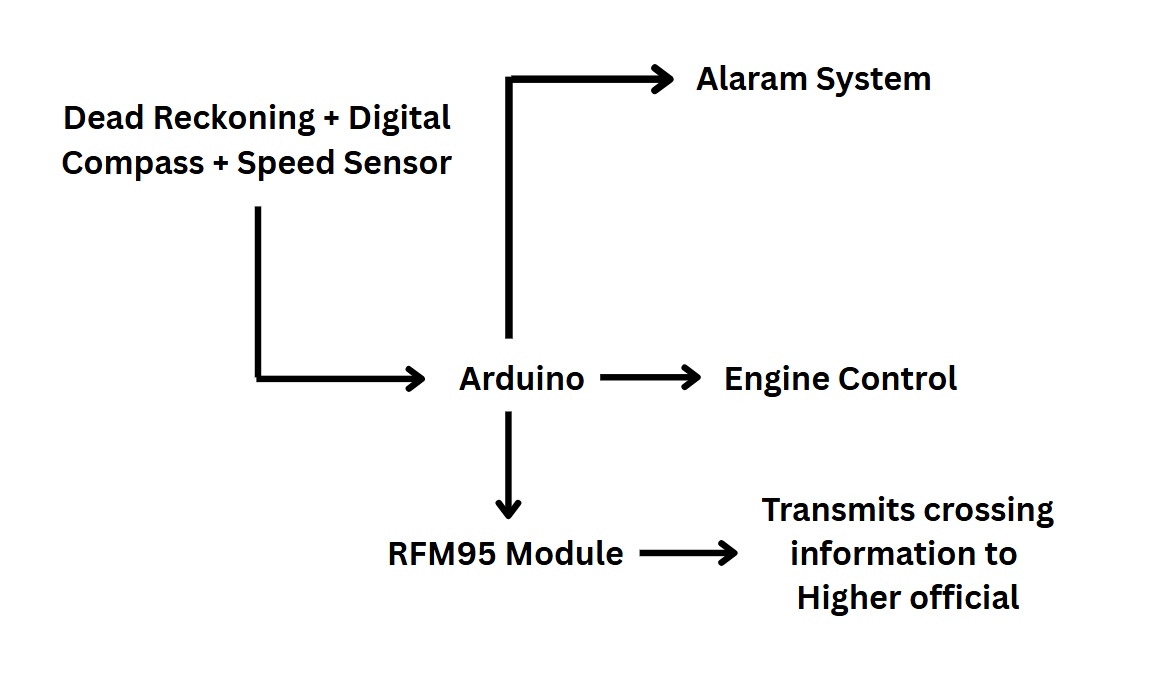 Alaram System
Dead Reckoning + Digital
Compass + Speed Sensor
Arduino
Engine Control
RFM95 Module
Transmits crossing
information to
Higher official